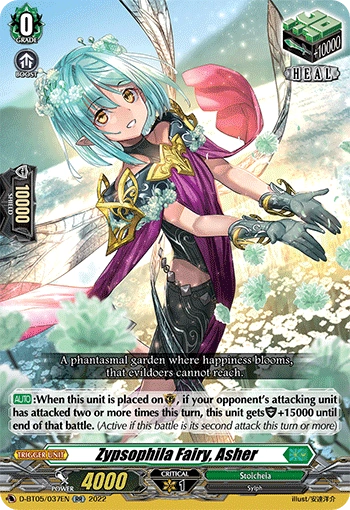 0
GRADE
BOOST
+10000
HEAL
10000
SHIELD
A phantasmal garden where happiness blooms,
that evildoers cannot reach.
AUTO:When this unit is placed on G, if your opponent's attacking unit
has attacked two or more times this turn, this unit gets +15000 until
end of that battle. (Active if this battle is its second attack this turn or more)
TRIGGER UNIT
Zypsophila Fairy, Asher
POWER 4000
CRITICAL
1
Stoicheia
Sylph
D-BT05/037EN 2022
illust/安達洋介